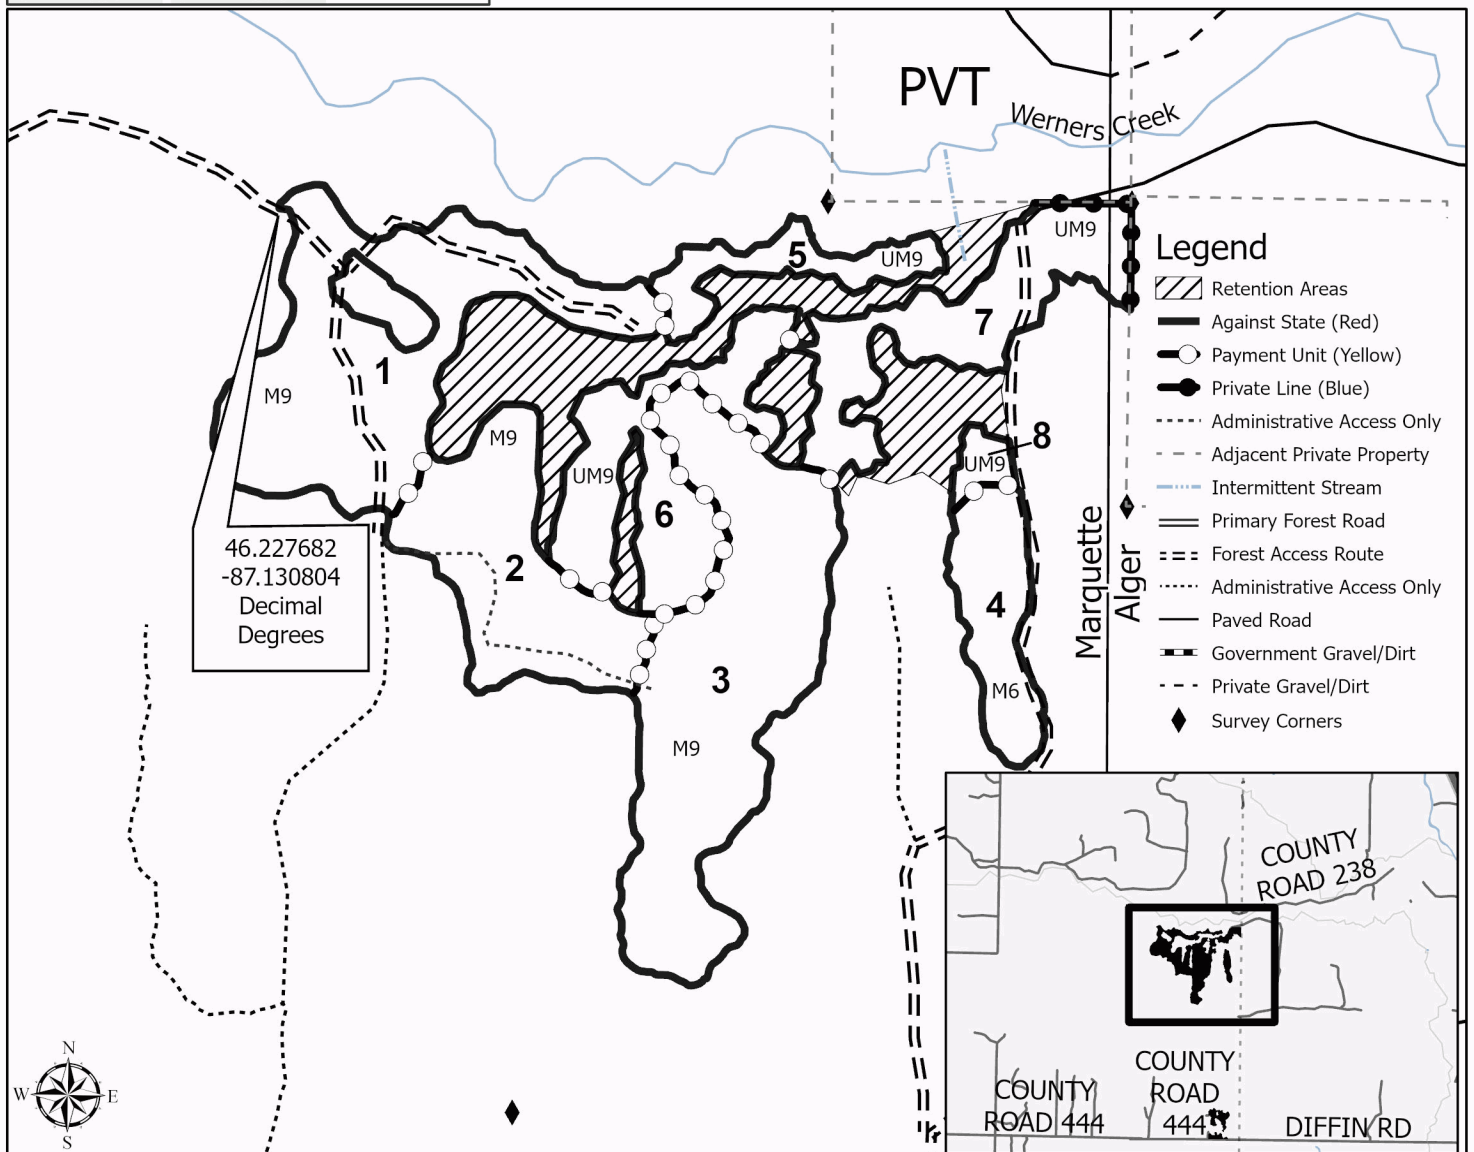 PVT
Werners Creek
UM9
5
UM9
7
1
M9
M9
UM9
6
8
UM9
2
4
3
M6
M9
46.227682
-87.130804
Decimal
Degrees
Marquette
Alger
Legend
Retention Areas
Against State (Red)
Payment Unit (Yellow)
Private Line (Blue)
Administrative Access Only
Adjacent Private Property
Intermittent Stream
Primary Forest Road
Forest Access Route
Administrative Access Only
Paved Road
Government Gravel/Dirt
Private Gravel/Dirt
Survey Corners
COUNTY
ROAD 238
COUNTY
ROAD 444
COUNTY
ROAD
444
DIFFIN RD
N
W E
S